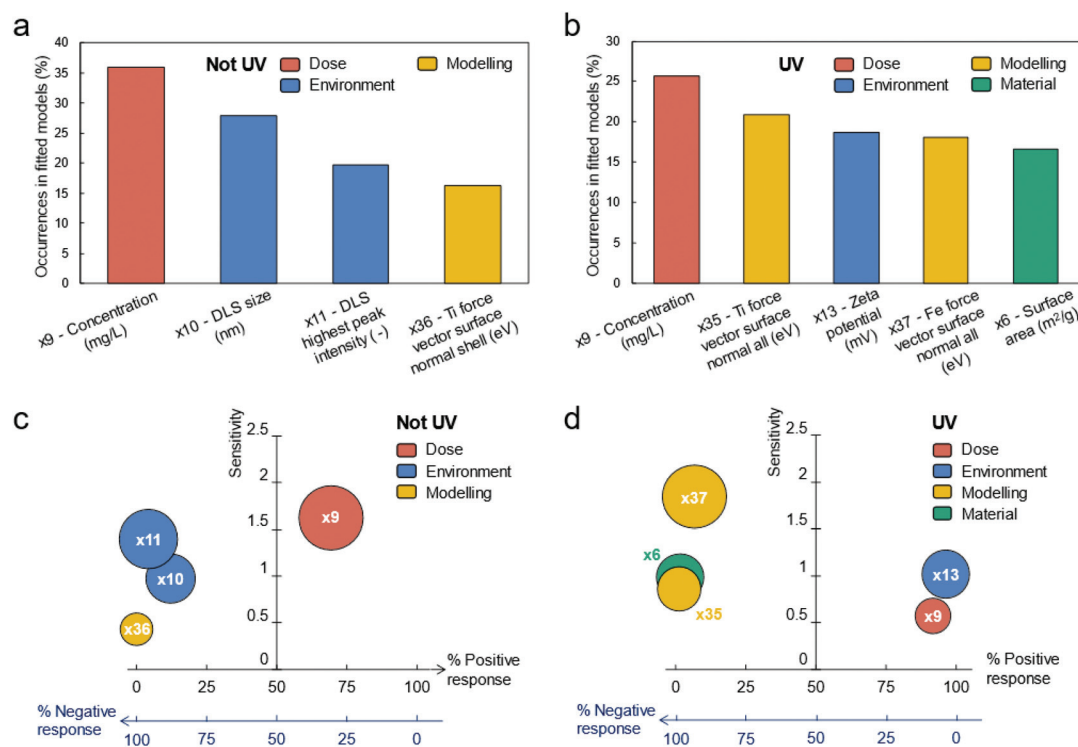 a
Occurrences in fitted models (%)
40
35
30
25
20
15
10
5
0
Not UV
Dose
Environment
Modelling
x9 - Concentration
(mg/L)
x10 - DLS size
(nm)
x11 - DLS
highest peak
intensity (-)
x36 - Ti force
vector surface
normal shell (eV)
b
Occurrences in fitted models (%)
30
25
20
15
10
5
0
UV
Dose
Environment
Modelling
Material
x9 - Concentration
(mg/L)
x35 - Ti force
vector surface
normal all (eV)
x13 - Zeta
potential
(mV)
x37 - Fe force
vector surface
normal all
(eV)
x6 - Surface
area (m²/g)
c
Sensitivity
2.5
2
1.5
1
0.5
0
Not UV
Dose
Environment
Modelling
x11
x10
x36
x9
0
25
50
75
100
% Positive
response
% Negative
response
100
75
50
25
0
d
Sensitivity
2.5
2
1.5
1
0.5
0
UV
Dose
Environment
Modelling
Material
x37
x6
x35
x13
x9
0
25
50
75
100
% Positive
response
% Negative
response
100
75
50
25
0